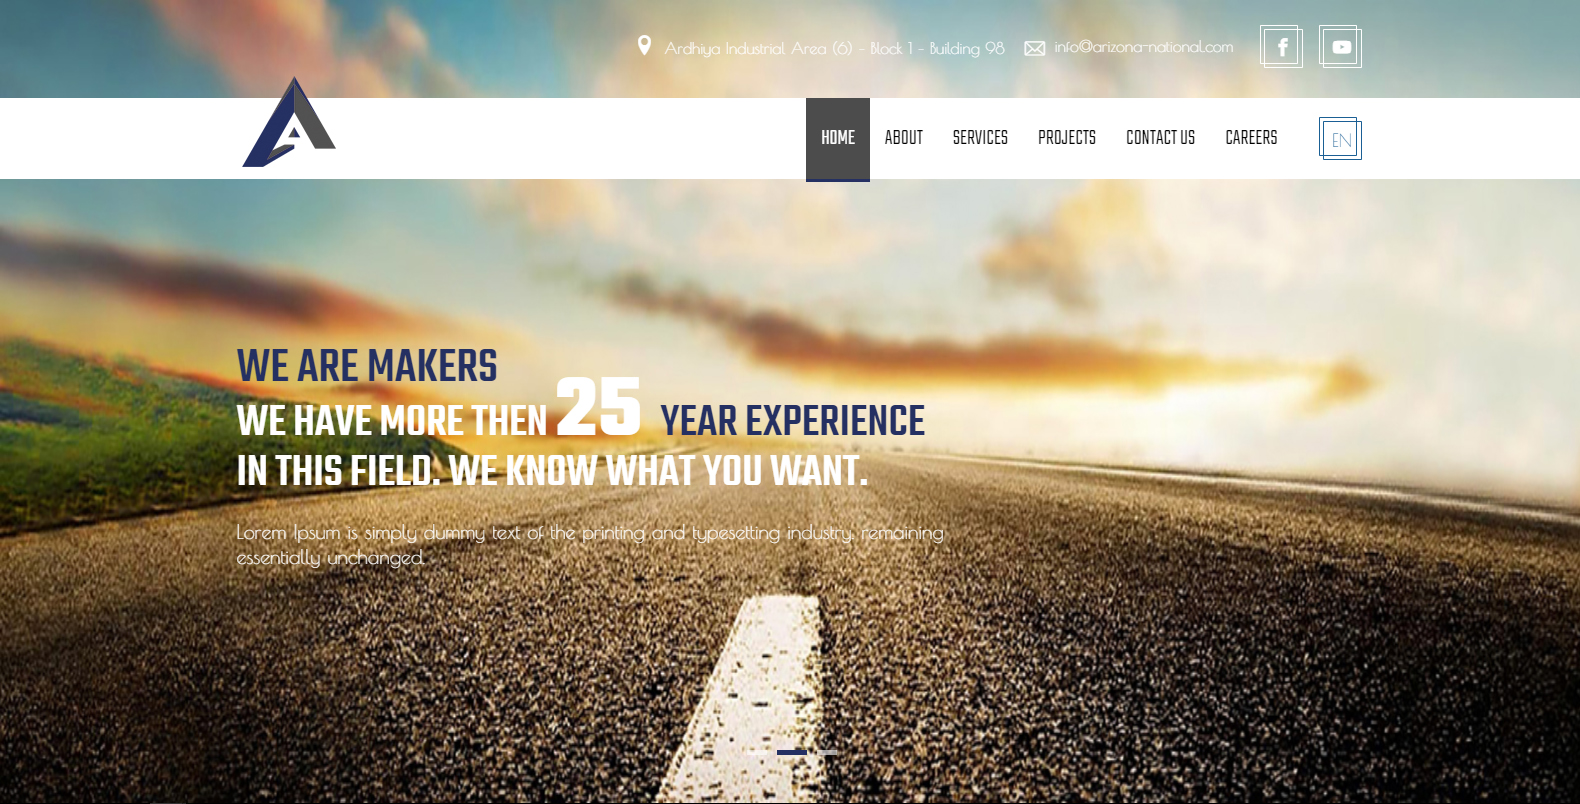 Ardhiya Industrial Area (6) - Block 1 - Building 98 info@arizona-national.com
HOME ABOUT SERVICES PROJECTS CONTACT US CAREERS EN
WE ARE MAKERS
WE HAVE MORE THEN 25 YEAR EXPERIENCE
IN THIS FIELD. WE KNOW WHAT YOU WANT.
Lorem Ipsum is simply dummy text of the printing and typesetting industry, remaining
essentially unchanged.